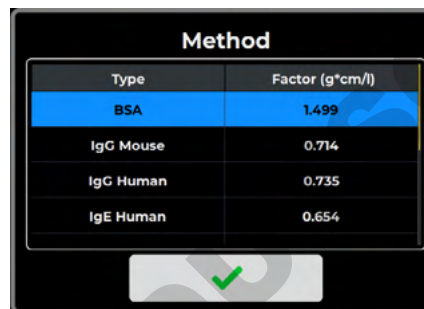 Method
Type Factor (g*cm/l)
BSA 1.499
IgG Mouse 0.714
IgG Human 0.735
IgE Human 0.654